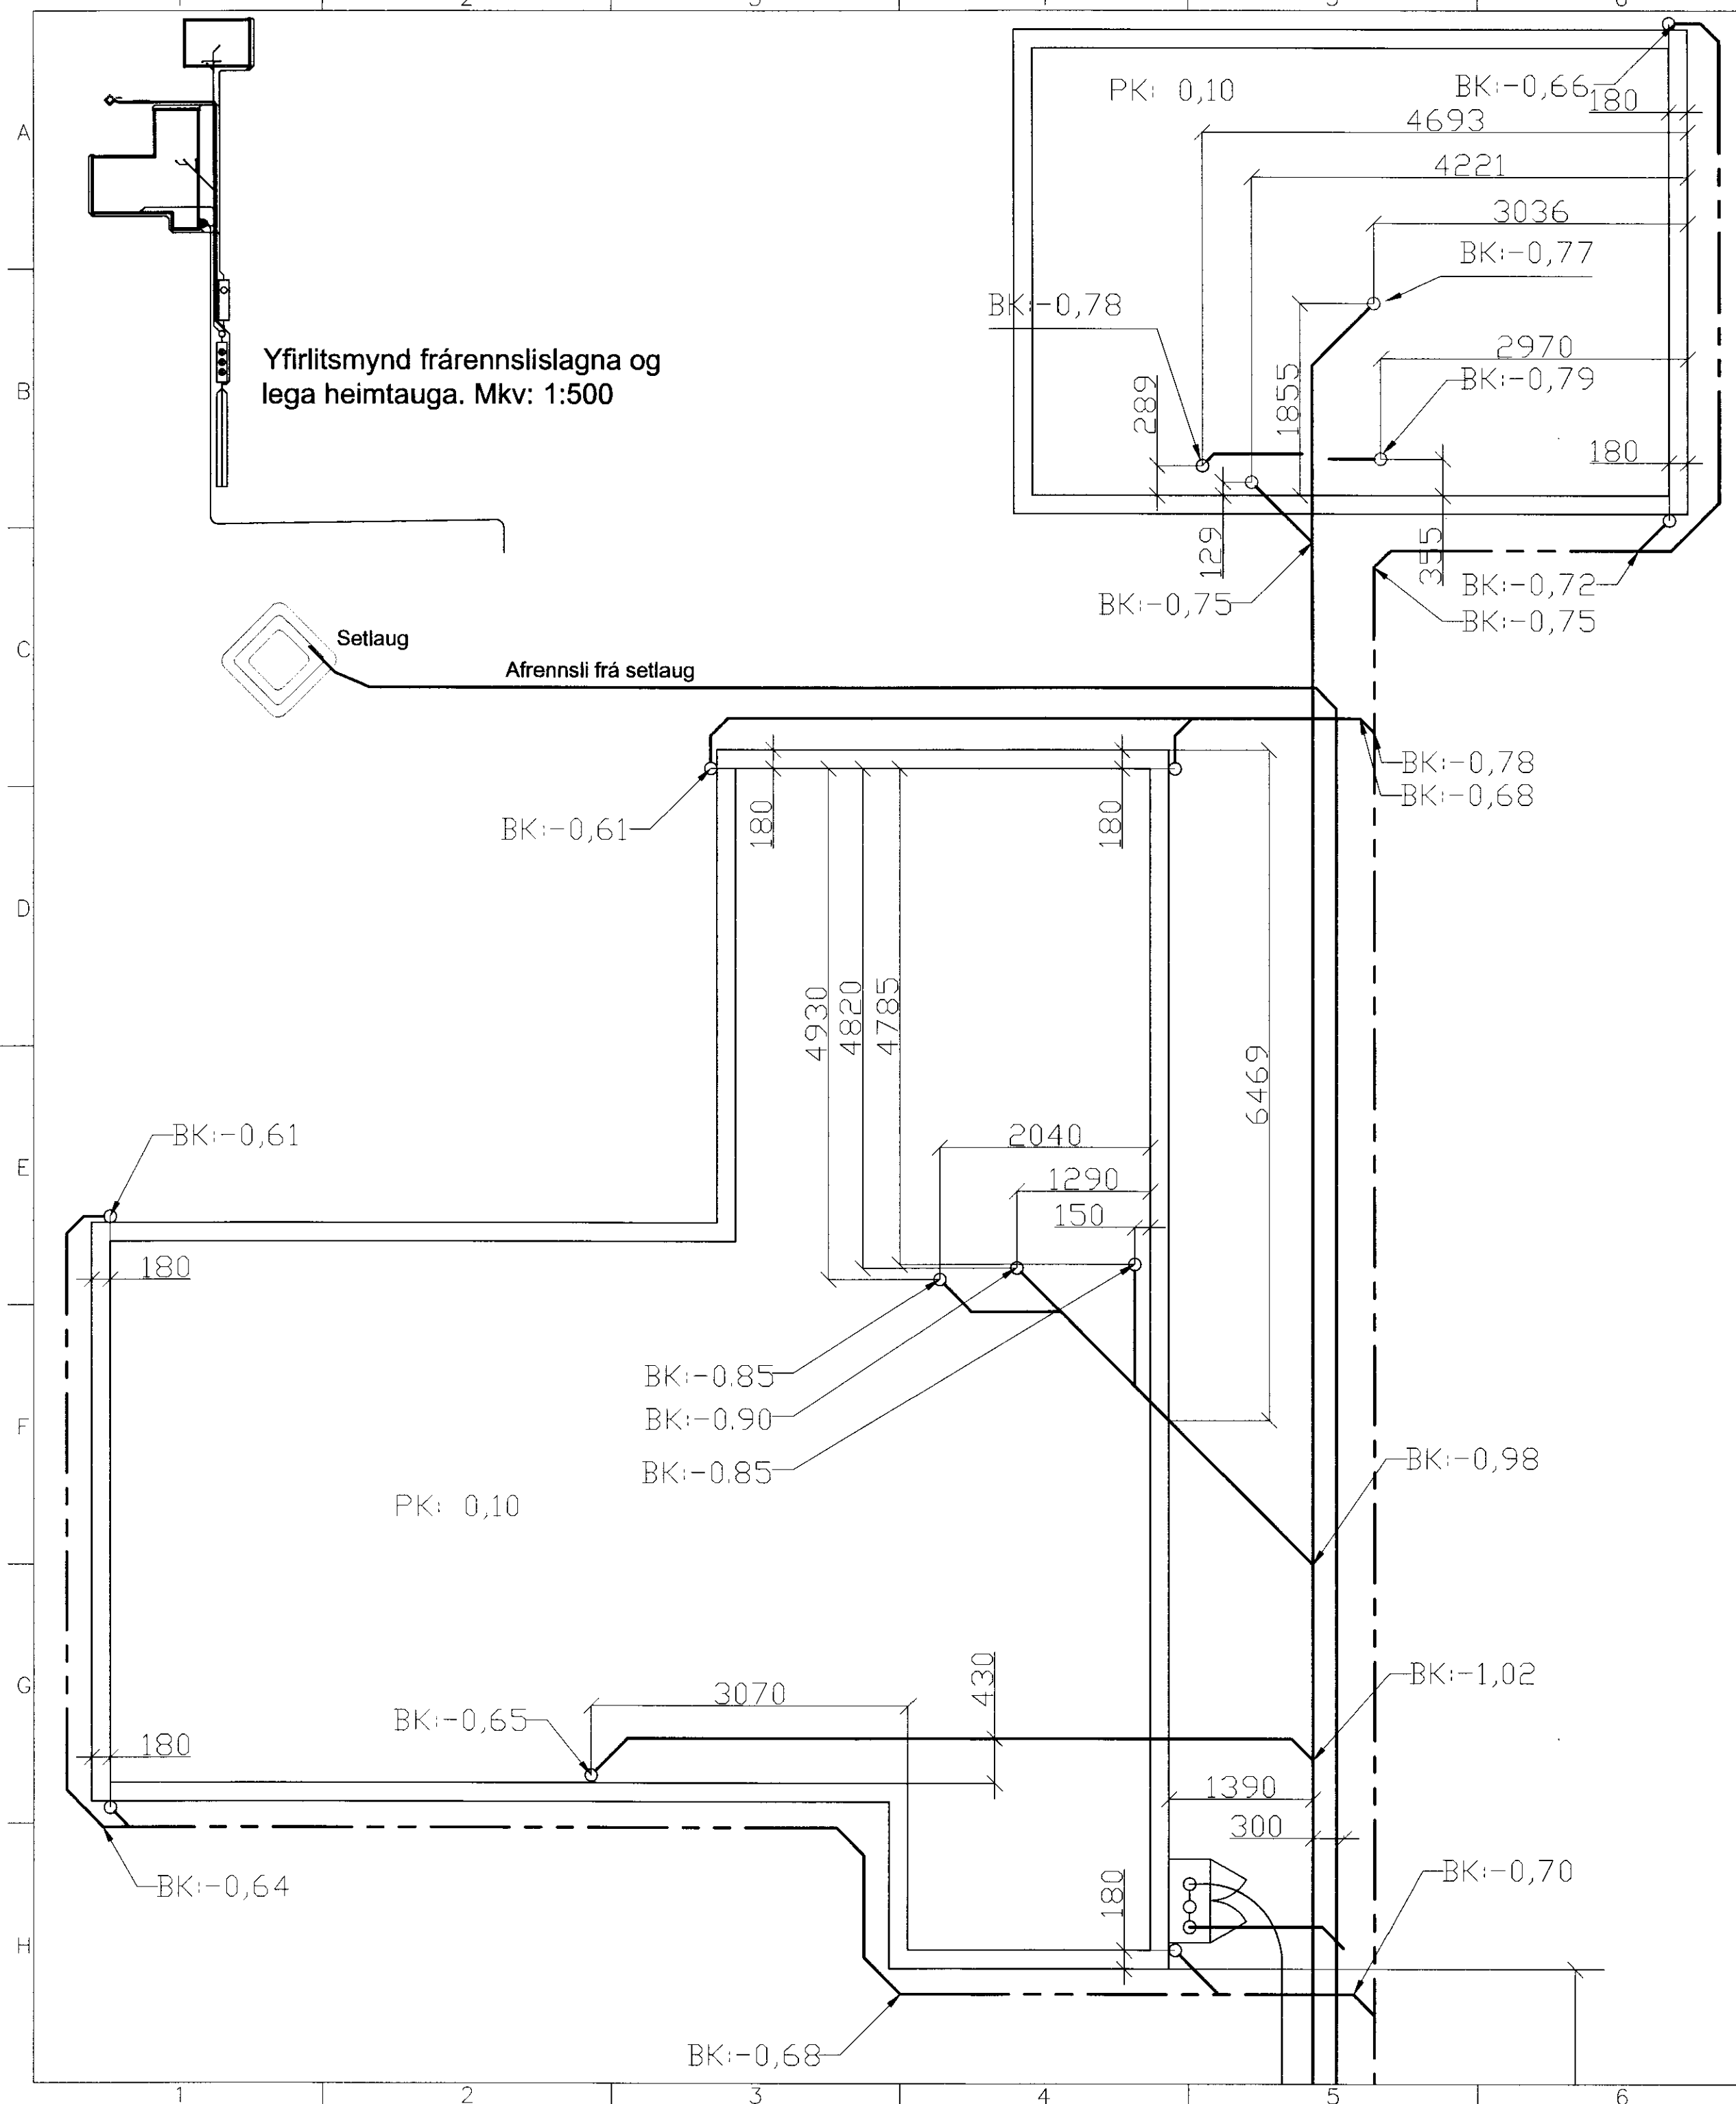 PK: 0,10
BK:-0,66
180
4693
4221
3036
BK:-0,77
BK:-0,78
Yfirlitsmynd frárennslislagna og
lega heimtauga. Mkv: 1:500
2970
BK:-0,79
289
1855
180
129
355
BK:-0,72
BK:-0,75
BK:-0,75
Setlaug
Afrennsli frá setlaug
BK:-0,78
BK:-0,68
BK:-0,61
180
180
4930
4820
4785
6469
BK:-0,61
2040
1290
150
180
BK:-0.85
BK:-0.90
BK:-0.85
BK:-0,98
PK: 0,10
430
BK:-1,02
3070
BK:-0,65
180
1390
300
BK:-0,64
180
BK:-0,70
BK:-0,68
A
B
C
D
E
F
G
H
1
2
3
4
5
6